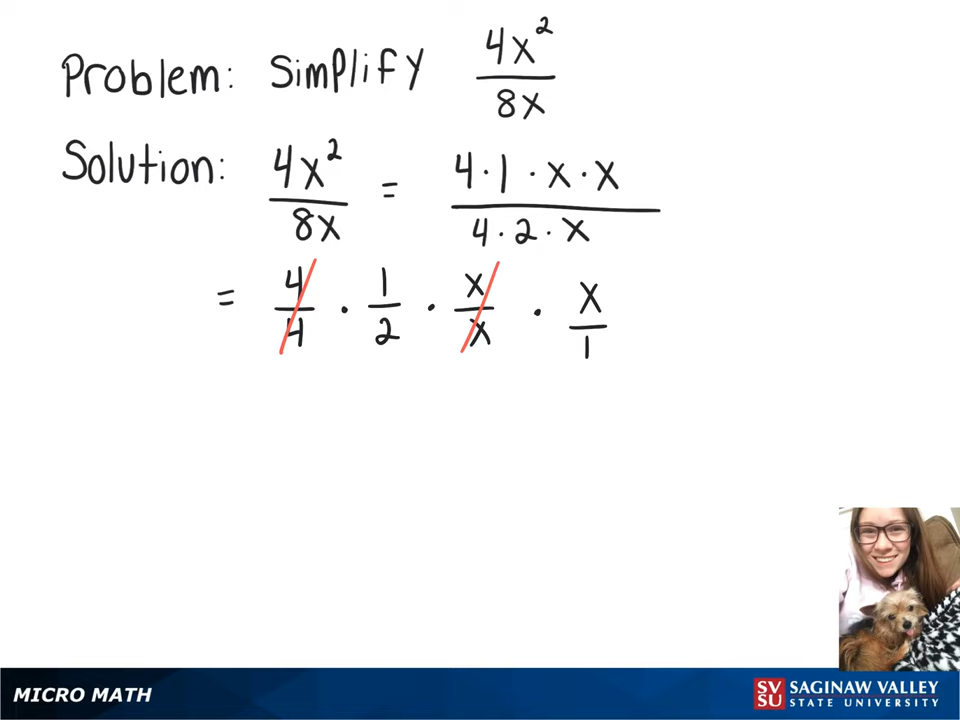 Problem: Simplify 4x²/8x
Solution: 4x²/8x = 4·1·x·x/4·2·x
= 4/4 · 1/2 · x/x · x/1
MICRO MATH
SVSU SAGINAW VALLEY
STATE UNIVERSITY